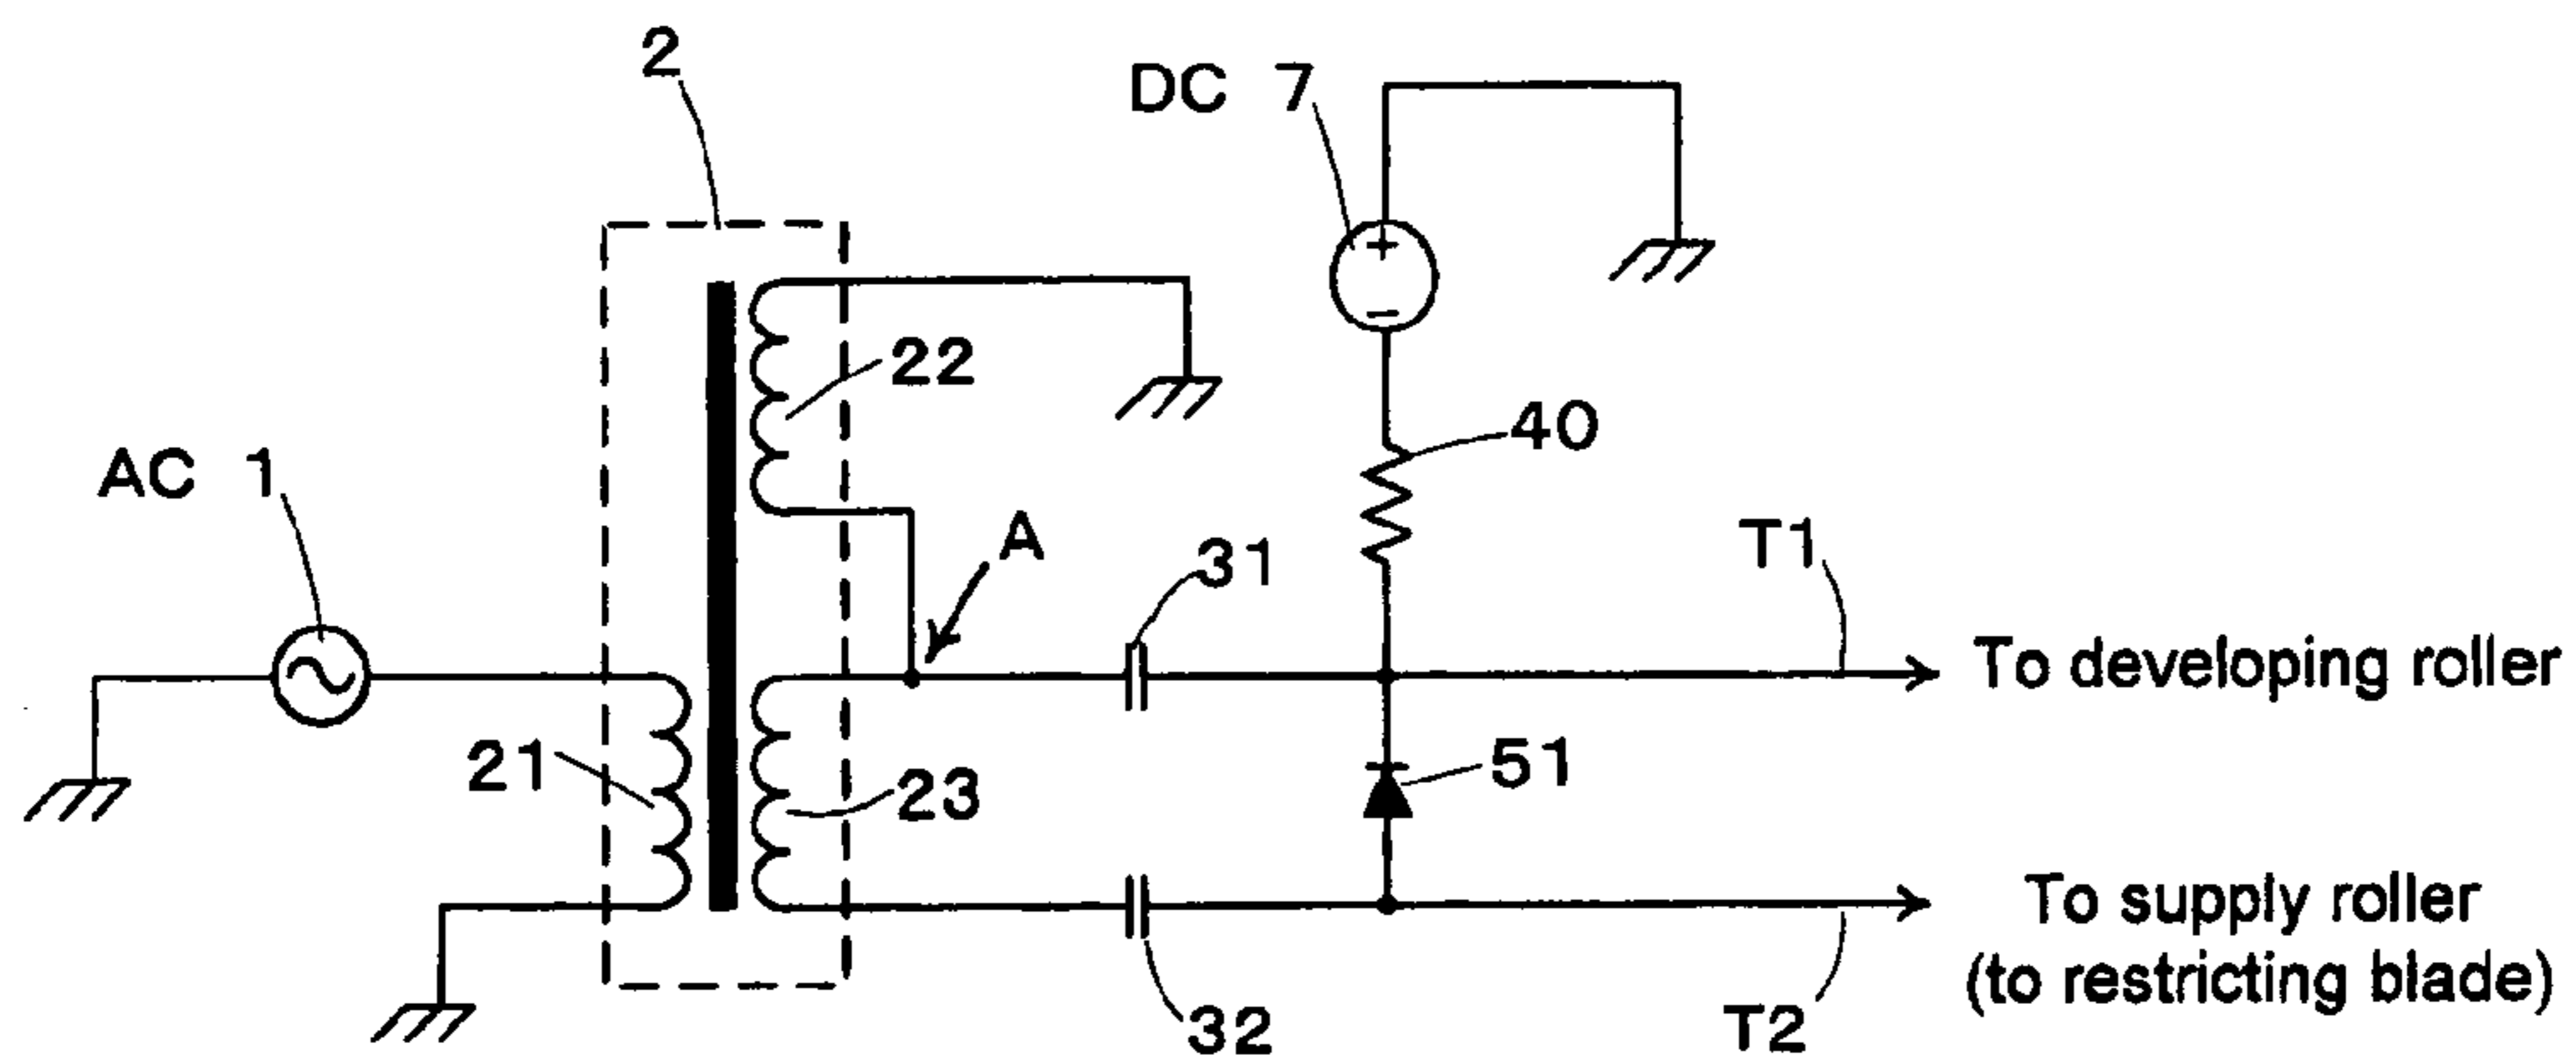 2
DC 7
22
40
AC 1
A
31
T1
To developing roller
21
23
51
To supply roller
(to restricting blade)
32
T2